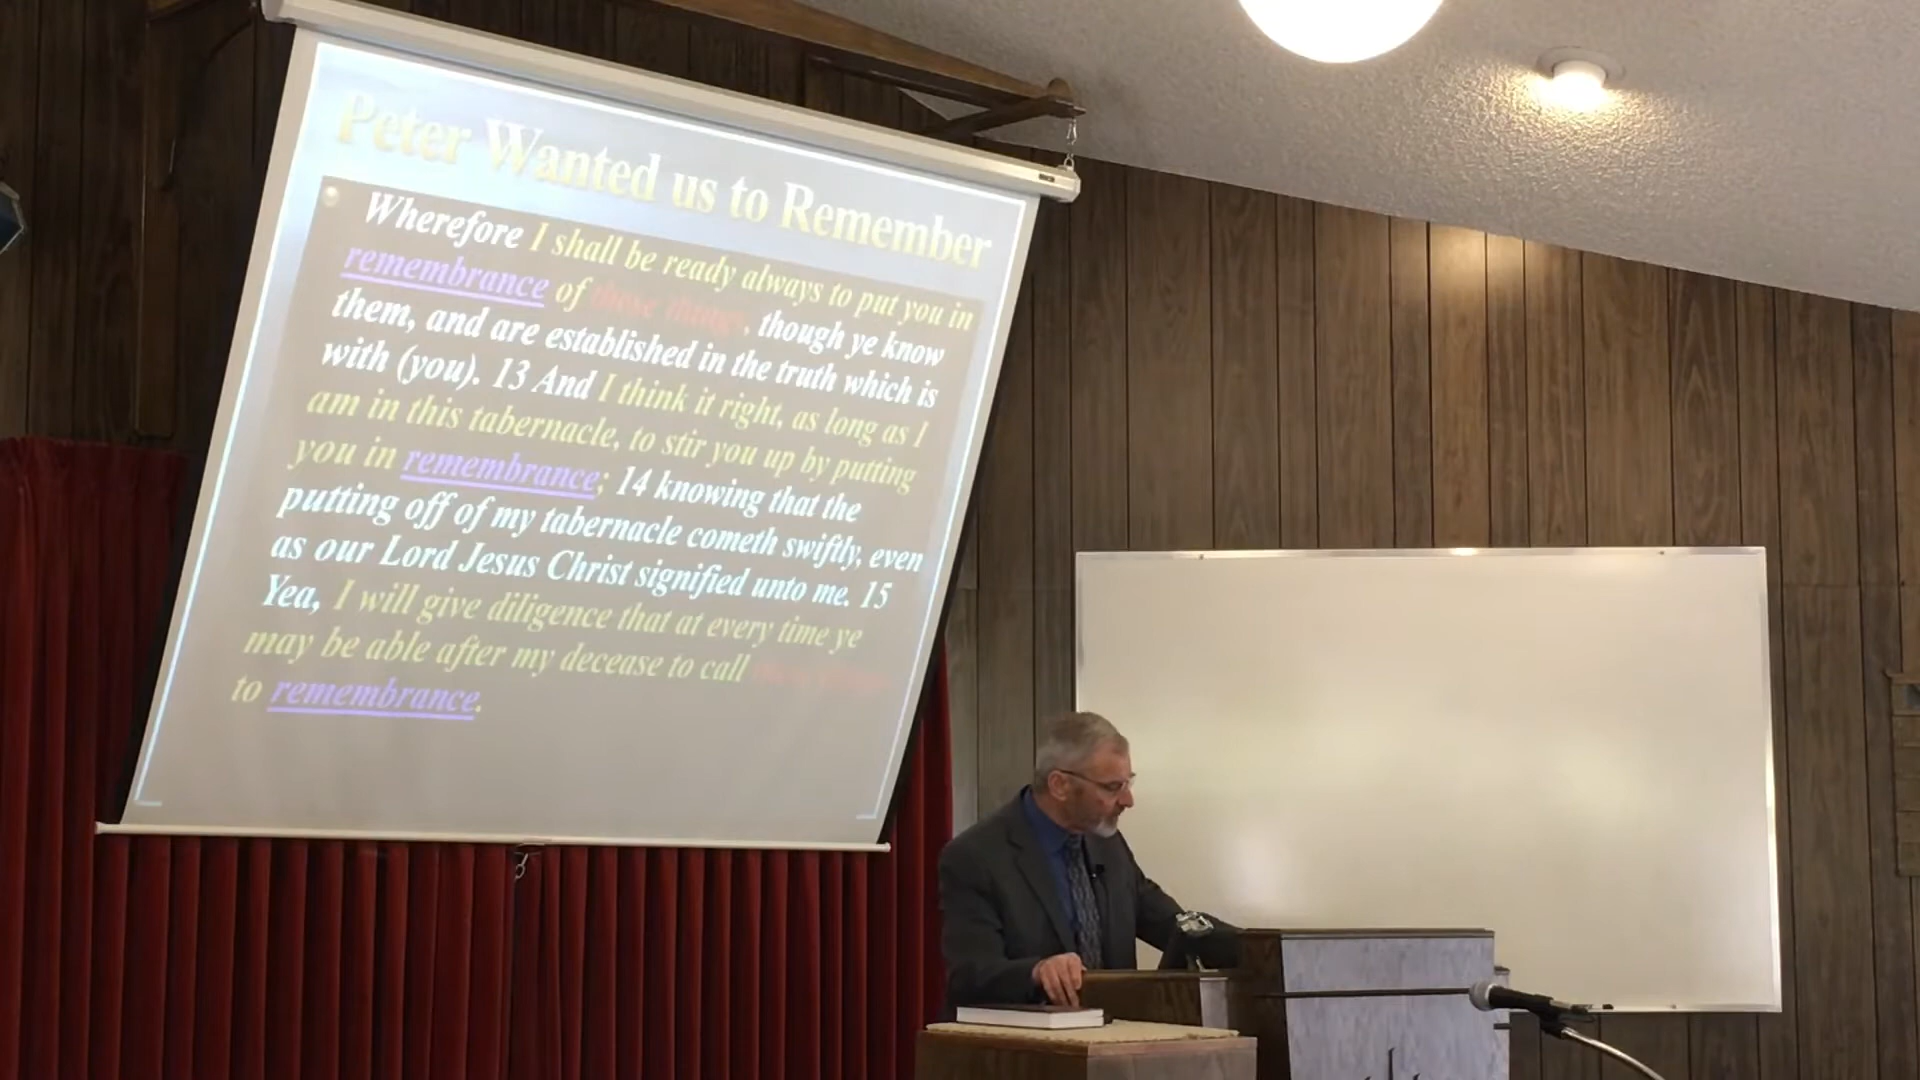 Peter Wanted us to Remember
Wherefore I shall be ready always to put you in
remembrance of these things, though ye know
them, and are established in the truth which is
with (you). 13 And I think it right, as long as I
am in this tabernacle, to stir you up by putting
you in remembrance; 14 knowing that the
putting off of my tabernacle cometh swiftly, even
as our Lord Jesus Christ signified unto me. 15
Yea, I will give diligence that at every time ye
may be able after my decease to call
to remembrance.